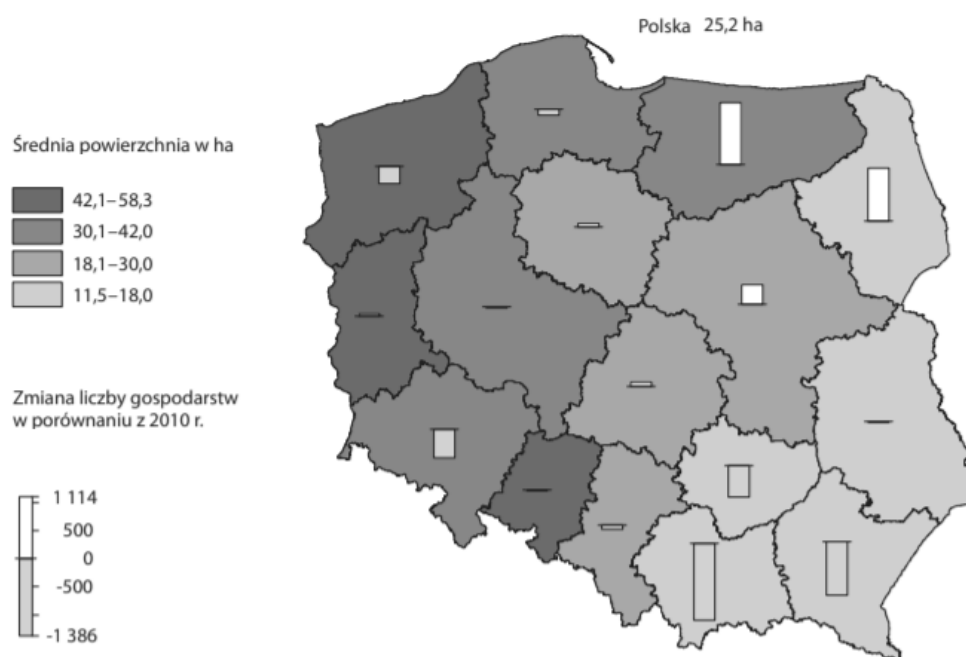 Polska 25,2 ha
Średnia powierzchnia w ha
42,1–58,3
30,1–42,0
18,1–30,0
11,5–18,0
Zmiana liczby gospodarstw
w porównaniu z 2010 r.
1 114
500
0
-500
-1 386